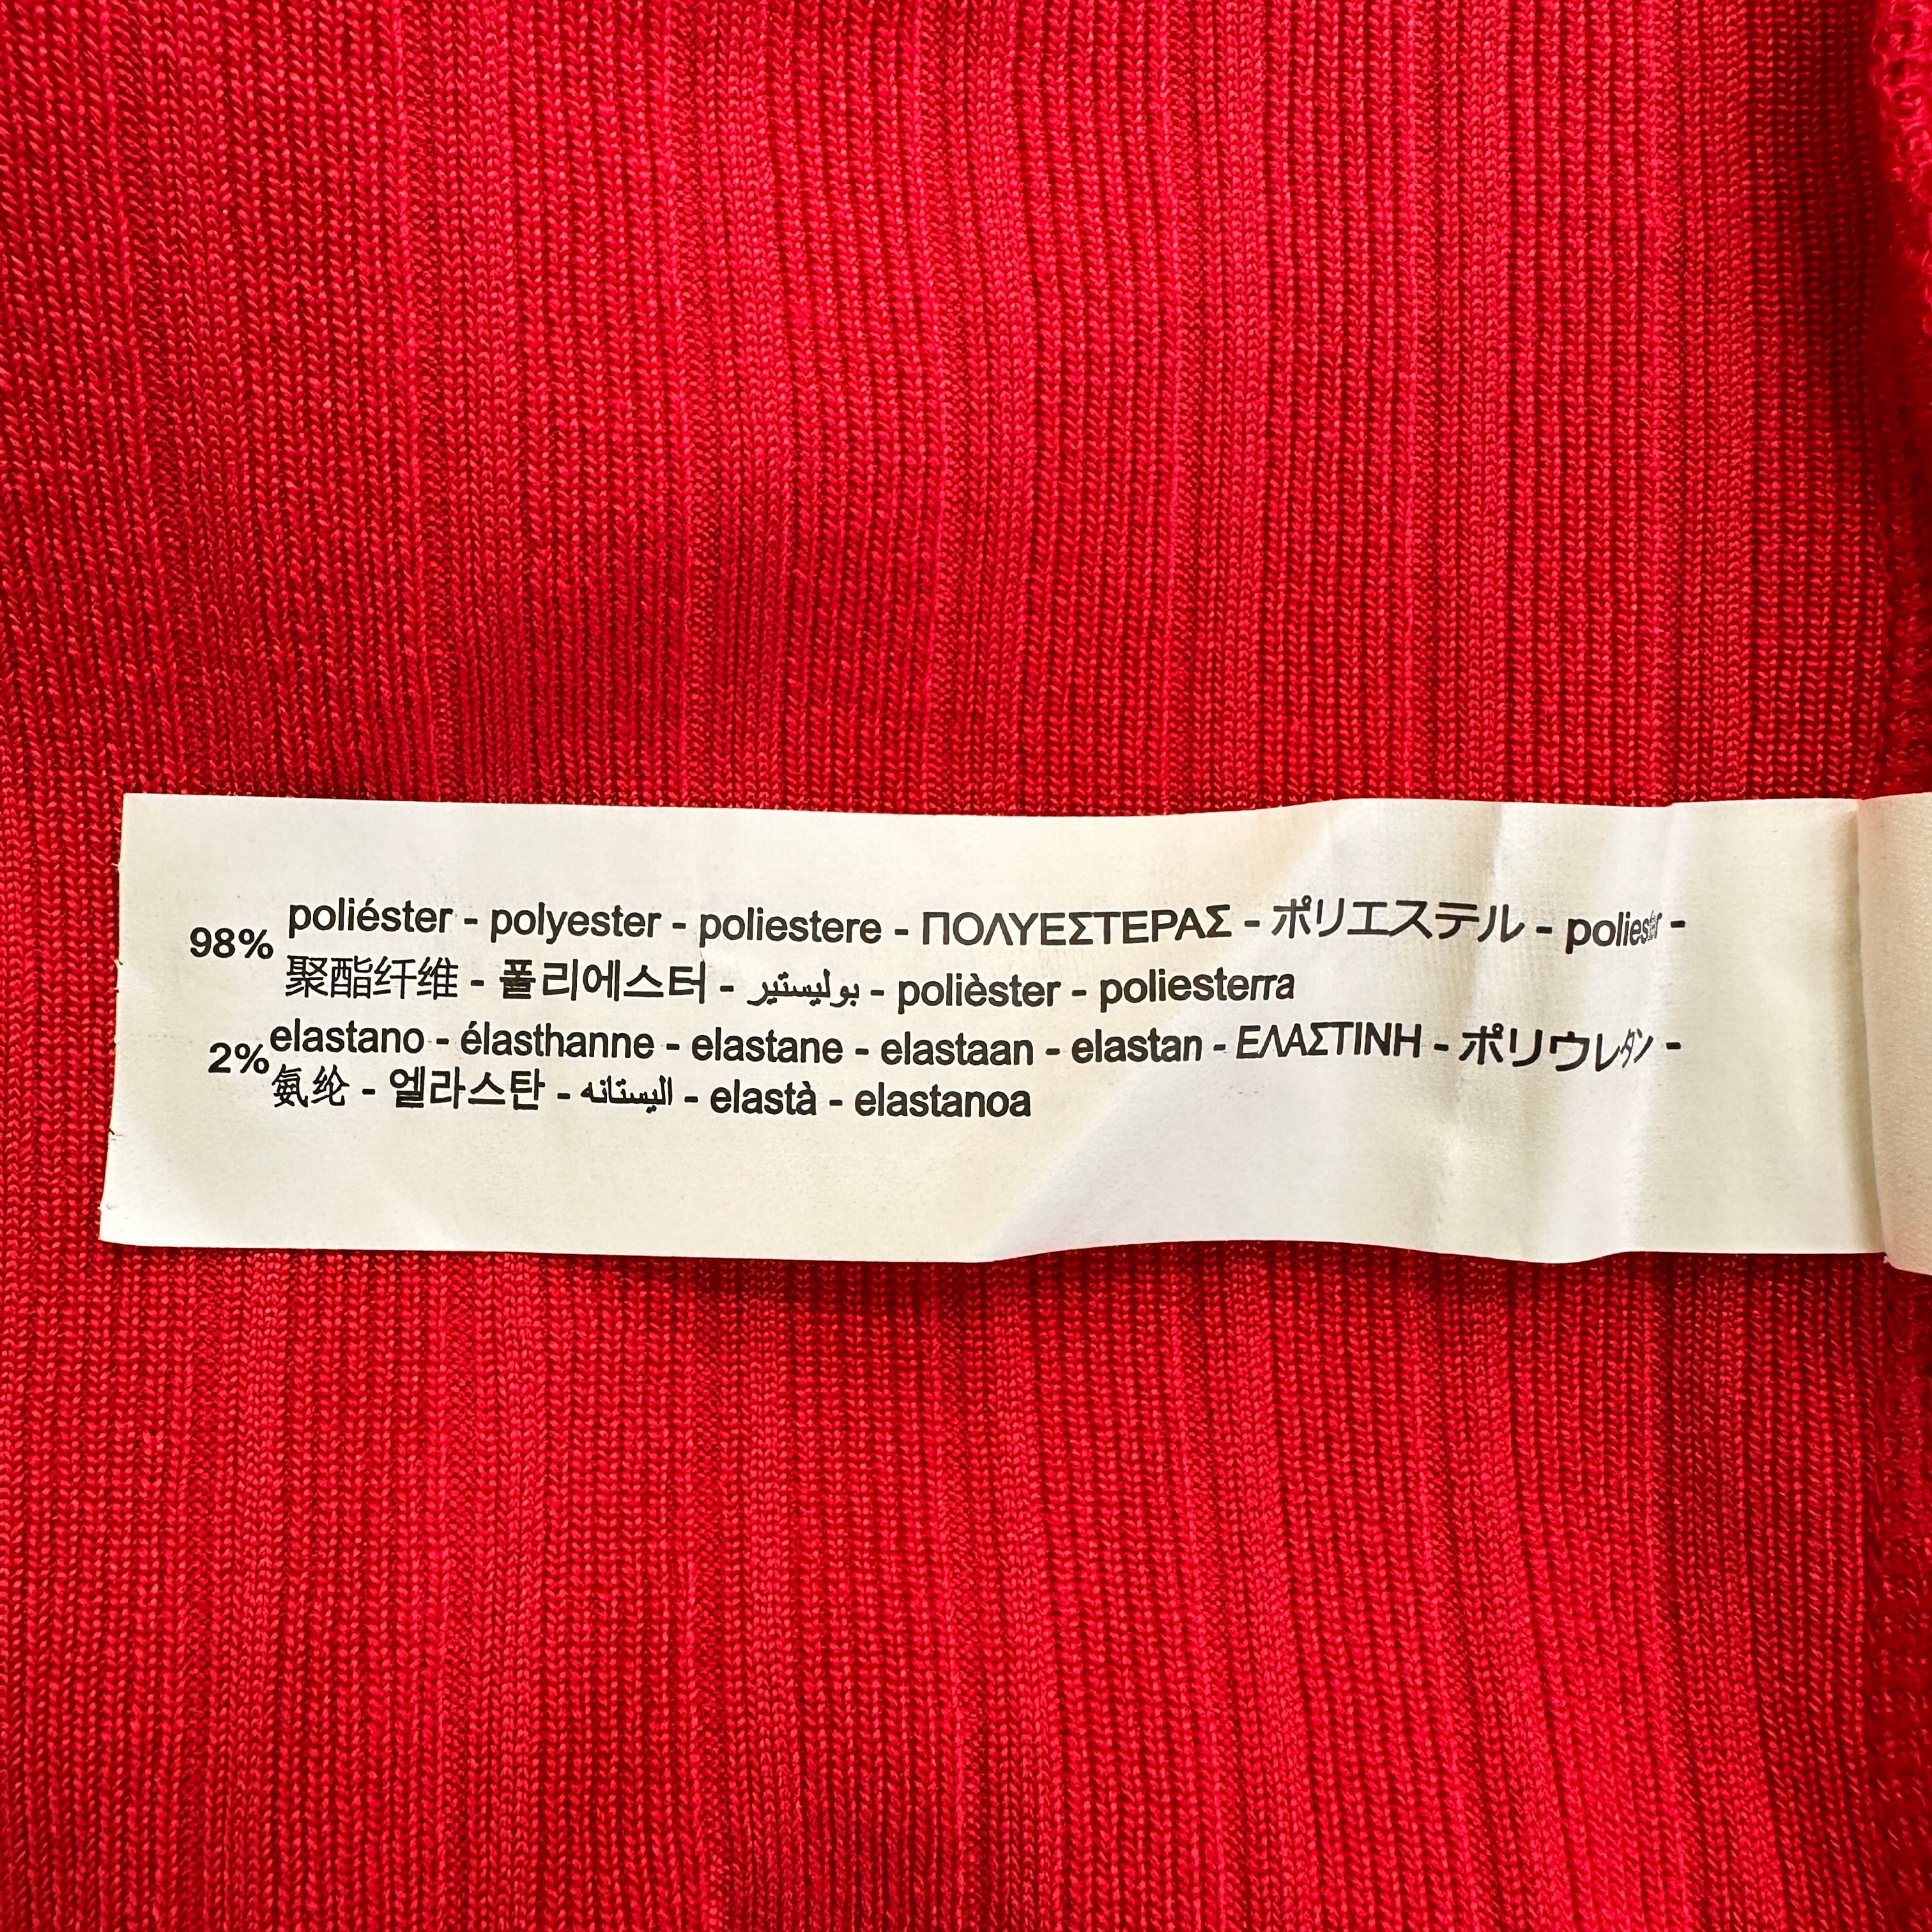 98% poliéster - polyester - poliestere - ΠΟΛΥΕΣΤΕΡΑΣ - ポリエステル - -
聚酯纤维 - 폴리에스터 - بوليستير - polièster - poliesterra
2% elastano - élasthanne - elastane - elastaan - elastan - ΕΛΑΣΤΙΝΗ - ポリウレタン -
氨纶 - 엘라스탄 - اليستانه - elastà - elastanoa